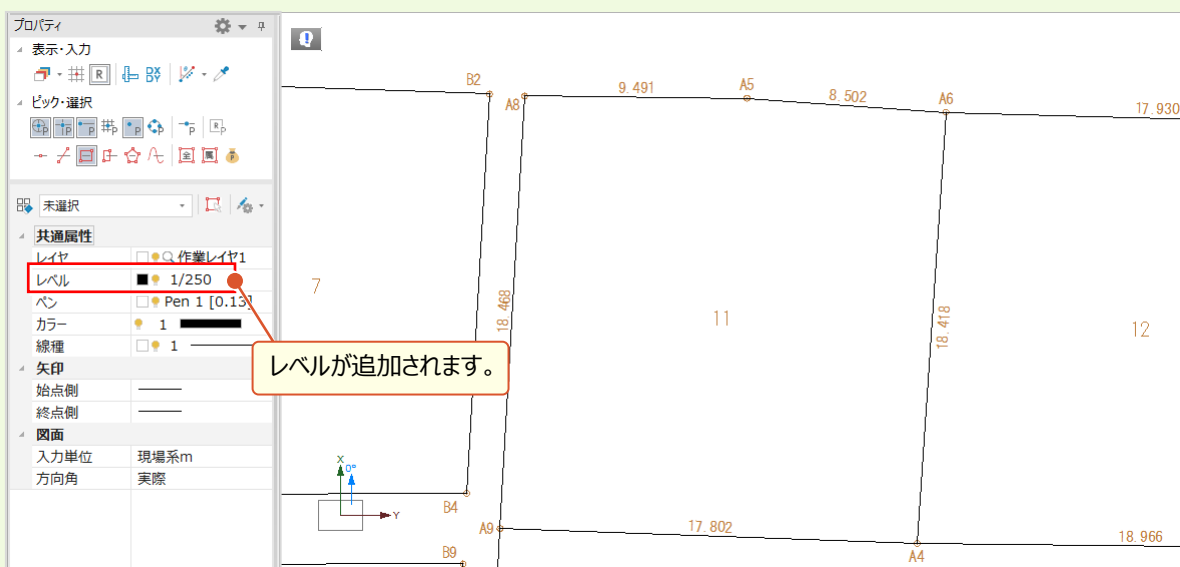 プロパティ
表示・入力
R
DX
DY
ピック・選択
P
P
P
P
P
P
P
R P
全
属
P
未選択
共通属性
レイヤ 作業レイヤ1
レベル 1/250
ペン Pen 1 [0.13]
カラー 1
線種 1
矢印
始点側
終点側
図面
入力単位 現場系m
方向角 実際
レベルが追加されます。
B2
A8
9.491
A5
8.502
A6
17.930
7
18.468
11
18.418
12
X
0°
Y
B4
A9
17.802
B9
A4
18.966